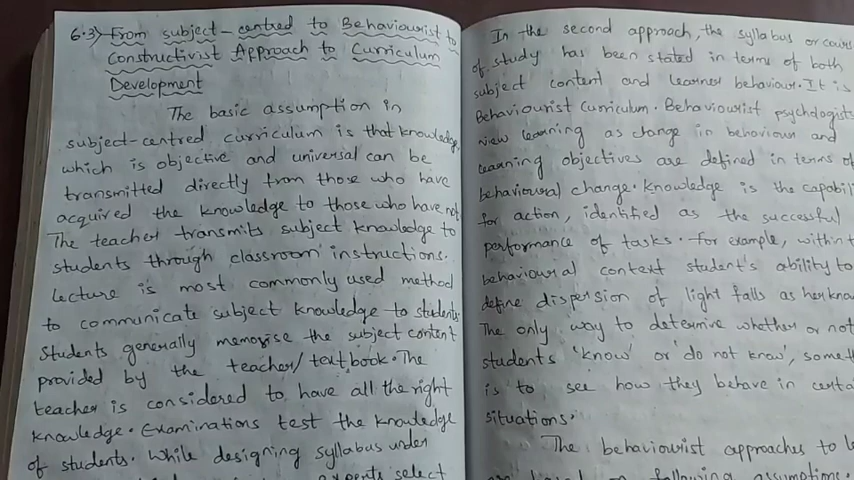 6.3) From subject-centred to Behaviourist to
Constructivist Approach to Curriculum
Development
The basic assumption in
subject-centred curriculum is that knowledge,
which is objective and universal can be
transmitted directly from those who have
acquired the knowledge to those who have not
The teacher transmits subject knowledge to
students through classroom instructions.
Lecture is most commonly used method
to communicate subject knowledge to students.
Students generally memorise the subject content
provided by the teacher/textbook. The
teacher is considered to have all the right
knowledge. Examinations test the knowledge
of students. While designing syllabus under
experts select
In the second approach, the syllabus or
of study has been stated in terms of both
subject content and learner behaviour. It is
Behaviourist Curriculum. Behaviourist psychologists
view learning as change in behaviour and
learning objectives are defined in terms of
behavioural change. Knowledge is the
for action, identified as the successful
performance of tasks. For example, within
behavioural context student's ability to
define dispersion of light falls as
The only way to determine whether or not
students 'know' or 'do not know',
is to see how they behave in
situations.
The behaviourist approaches to
following assumptions.